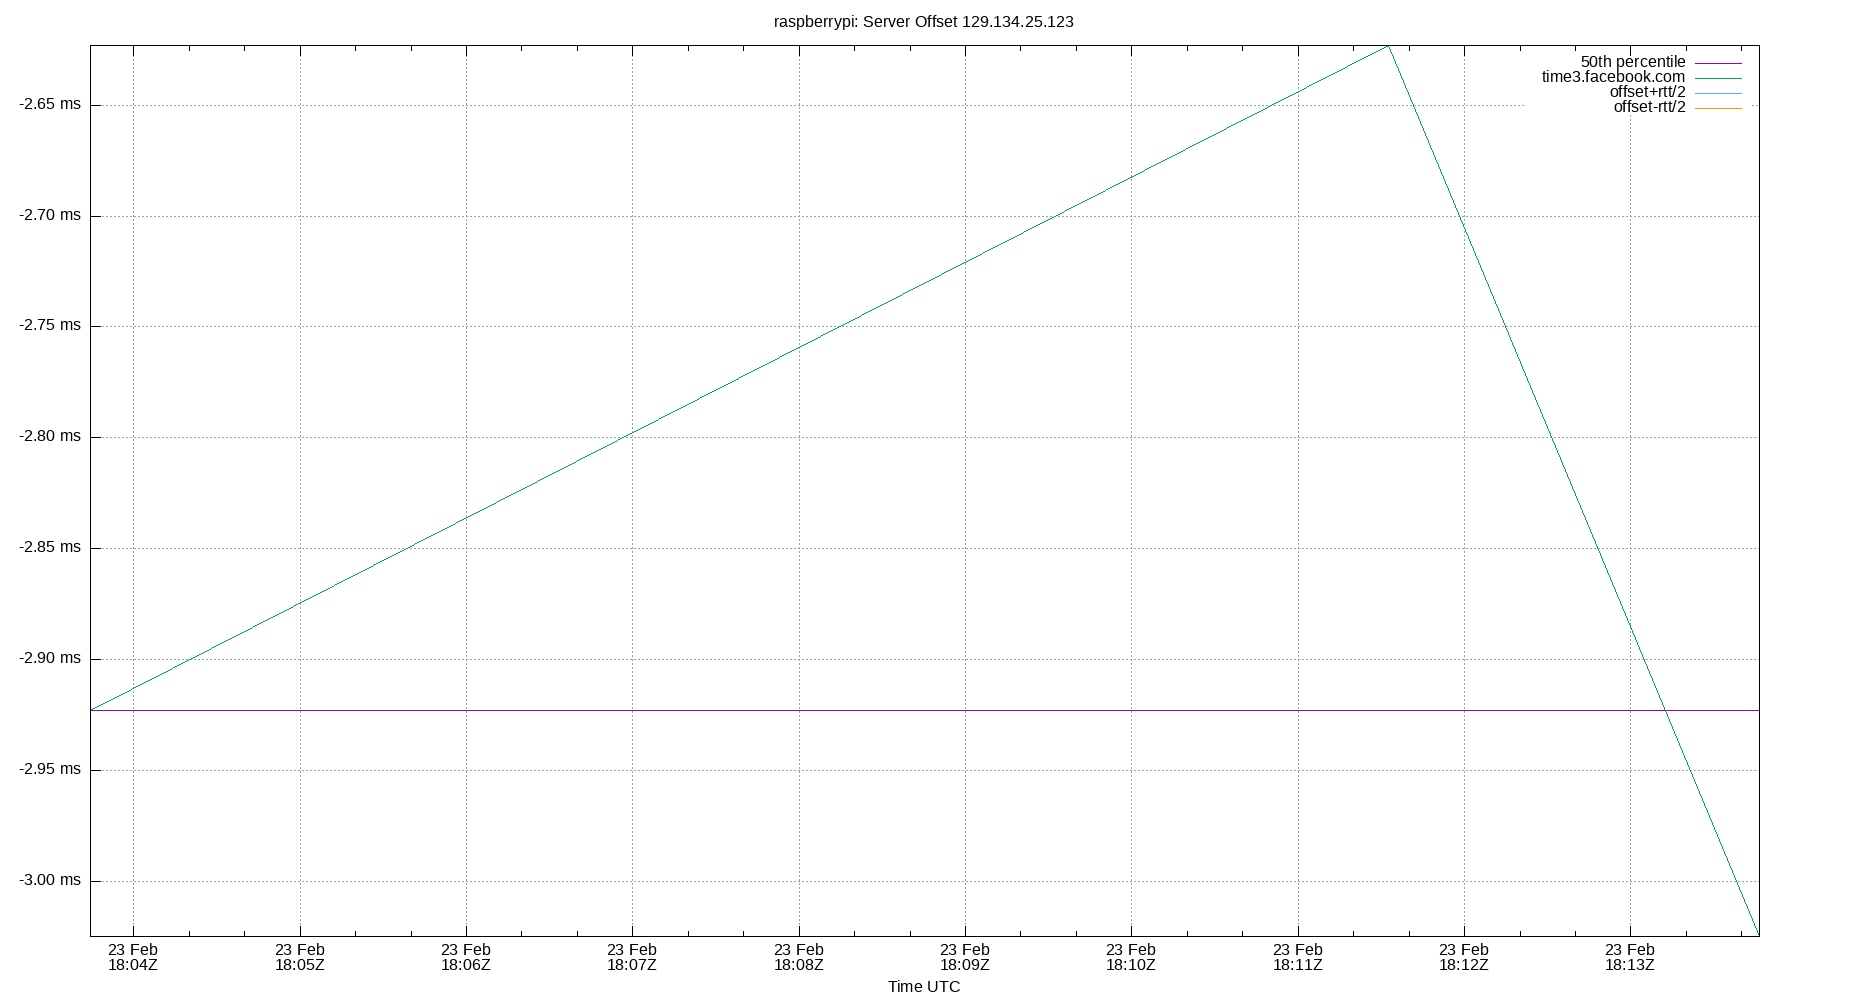 raspberrypi: Server Offset 129.134.25.123
50th percentile
time3.facebook.com
offset+rtt/2
offset-rtt/2
-2.65 ms
-2.70 ms
-2.75 ms
-2.80 ms
-2.85 ms
-2.90 ms
-2.95 ms
-3.00 ms
23 Feb 23 Feb 23 Feb 23 Feb 23 Feb 23 Feb 23 Feb 23 Feb 23 Feb 23 Feb
18:04Z 18:05Z 18:06Z 18:07Z 18:08Z 18:09Z 18:10Z 18:11Z 18:12Z 18:13Z
Time UTC